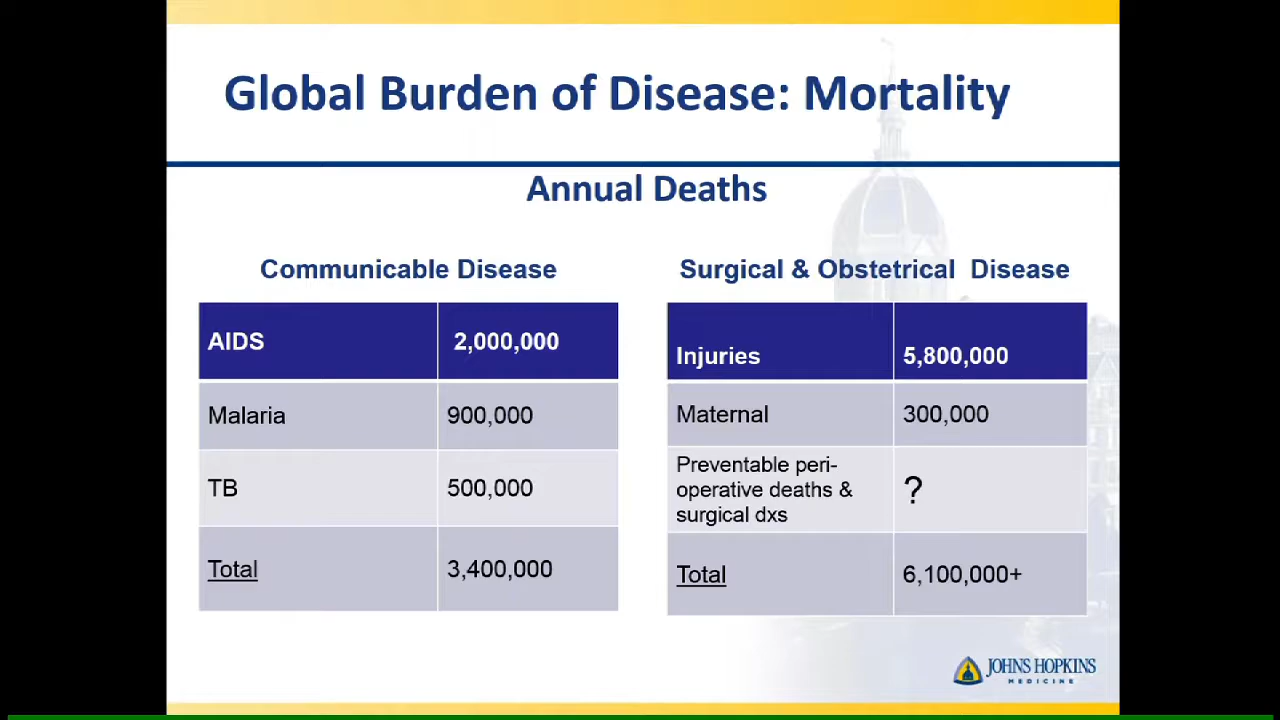 Global Burden of Disease: Mortality
Annual Deaths
Communicable Disease
AIDS 2,000,000
Malaria 900,000
TB 500,000
Total 3,400,000
Surgical & Obstetrical Disease
Injuries 5,800,000
Maternal 300,000
Preventable peri-
operative deaths & ?
surgical dxs
Total 6,100,000+
JOHNS HOPKINS
MEDICINE